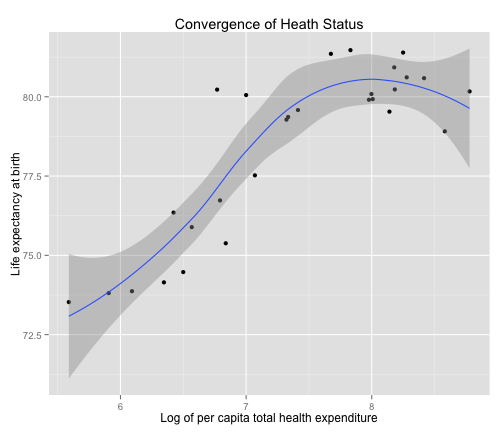 Convergence of Heath Status
Life expectancy at birth
80.0
77.5
75.0
72.5
6
7
8
Log of per capita total health expenditure